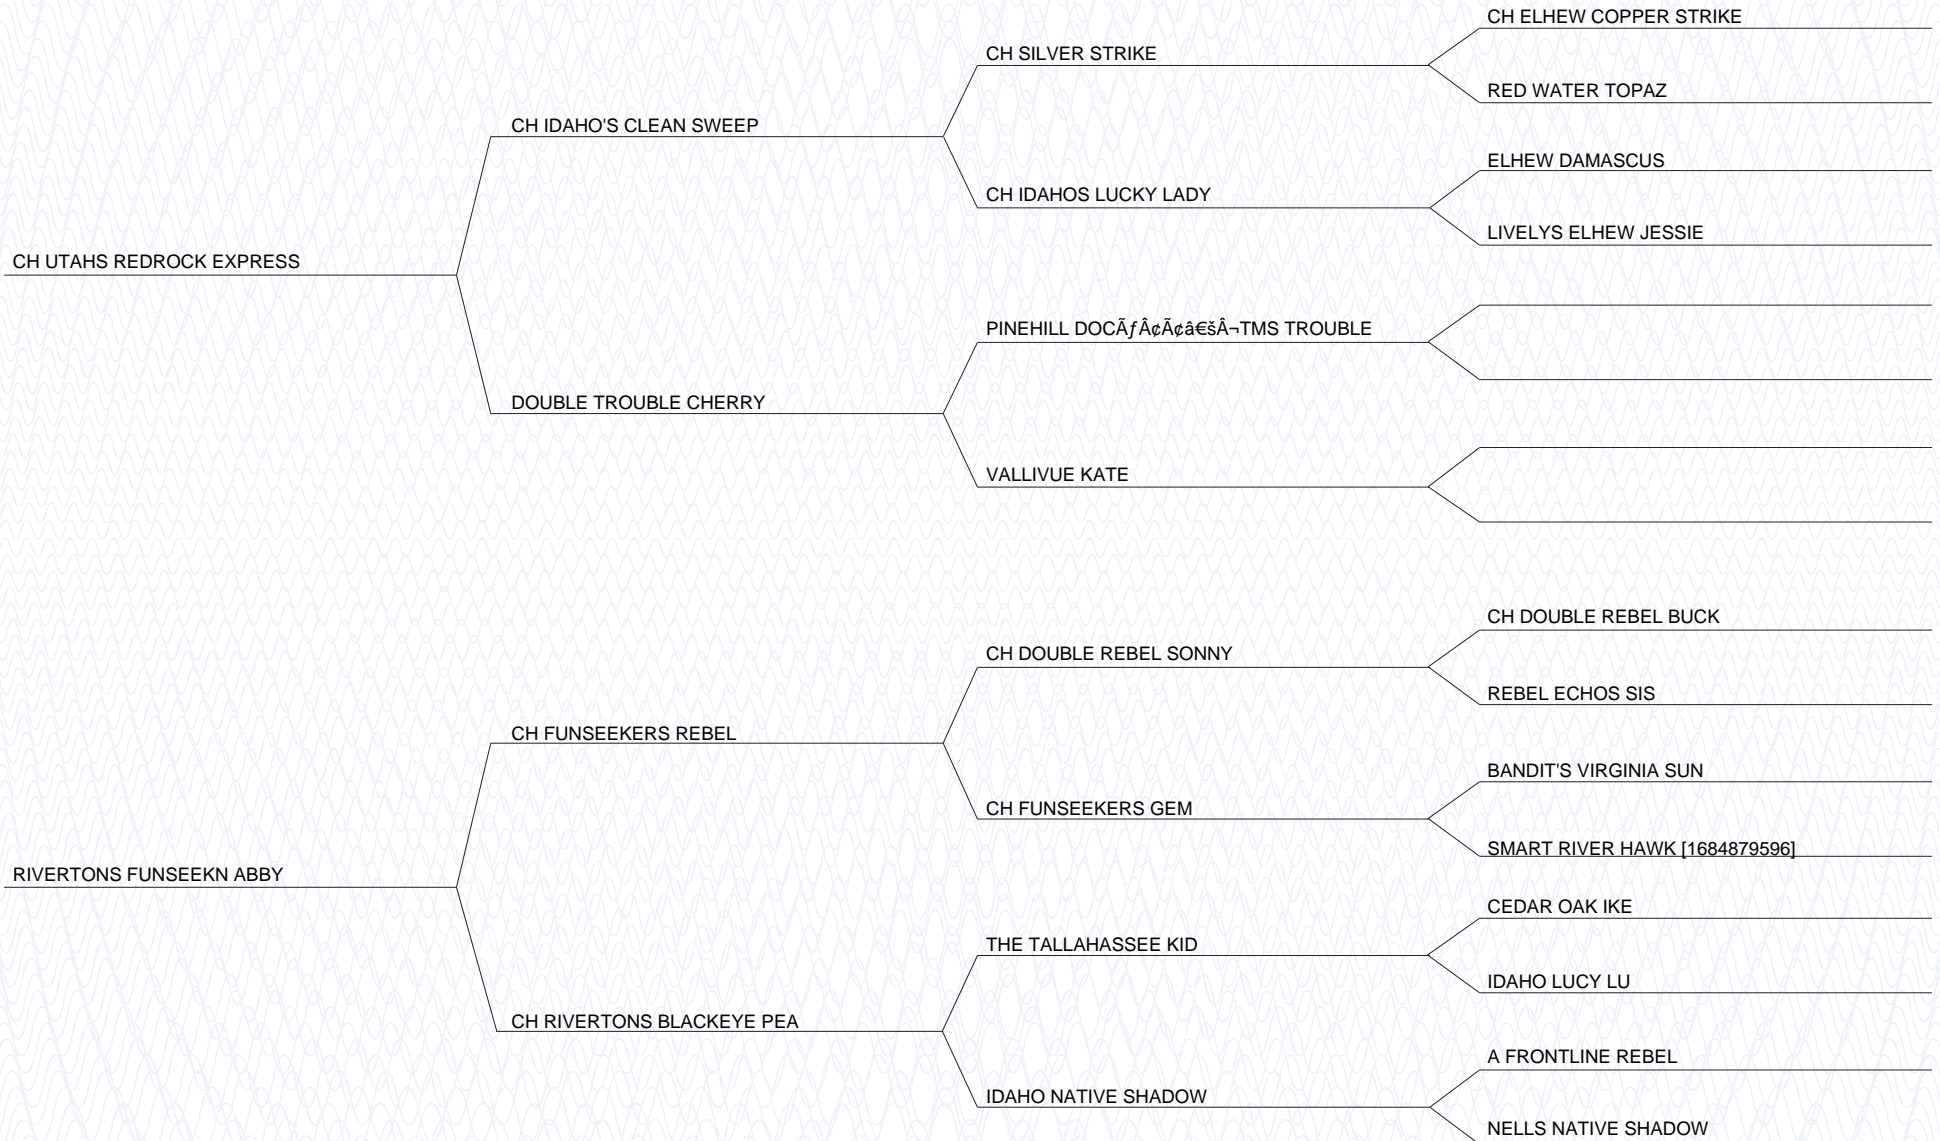 CH ELHEW COPPER STRIKE
CH SILVER STRIKE
RED WATER TOPAZ
CH IDAHO'S CLEAN SWEEP
ELHEW DAMASCUS
CH IDAHOS LUCKY LADY
LIVELYS ELHEW JESSIE
CH UTAHS REDROCK EXPRESS
PINEHILL DOCÃƒÂ¢Ã¢â€šÂ¬TMS TROUBLE
DOUBLE TROUBLE CHERRY
VALLIVUE KATE
CH DOUBLE REBEL BUCK
CH DOUBLE REBEL SONNY
REBEL ECHOS SIS
CH FUNSEEKERS REBEL
BANDIT'S VIRGINIA SUN
CH FUNSEEKERS GEM
SMART RIVER HAWK [1684879596]
RIVERTONS FUNSEEKN ABBY
CEDAR OAK IKE
THE TALLAHASSEE KID
IDAHO LUCY LU
CH RIVERTONS BLACKEYE PEA
A FRONTLINE REBEL
IDAHO NATIVE SHADOW
NELLS NATIVE SHADOW